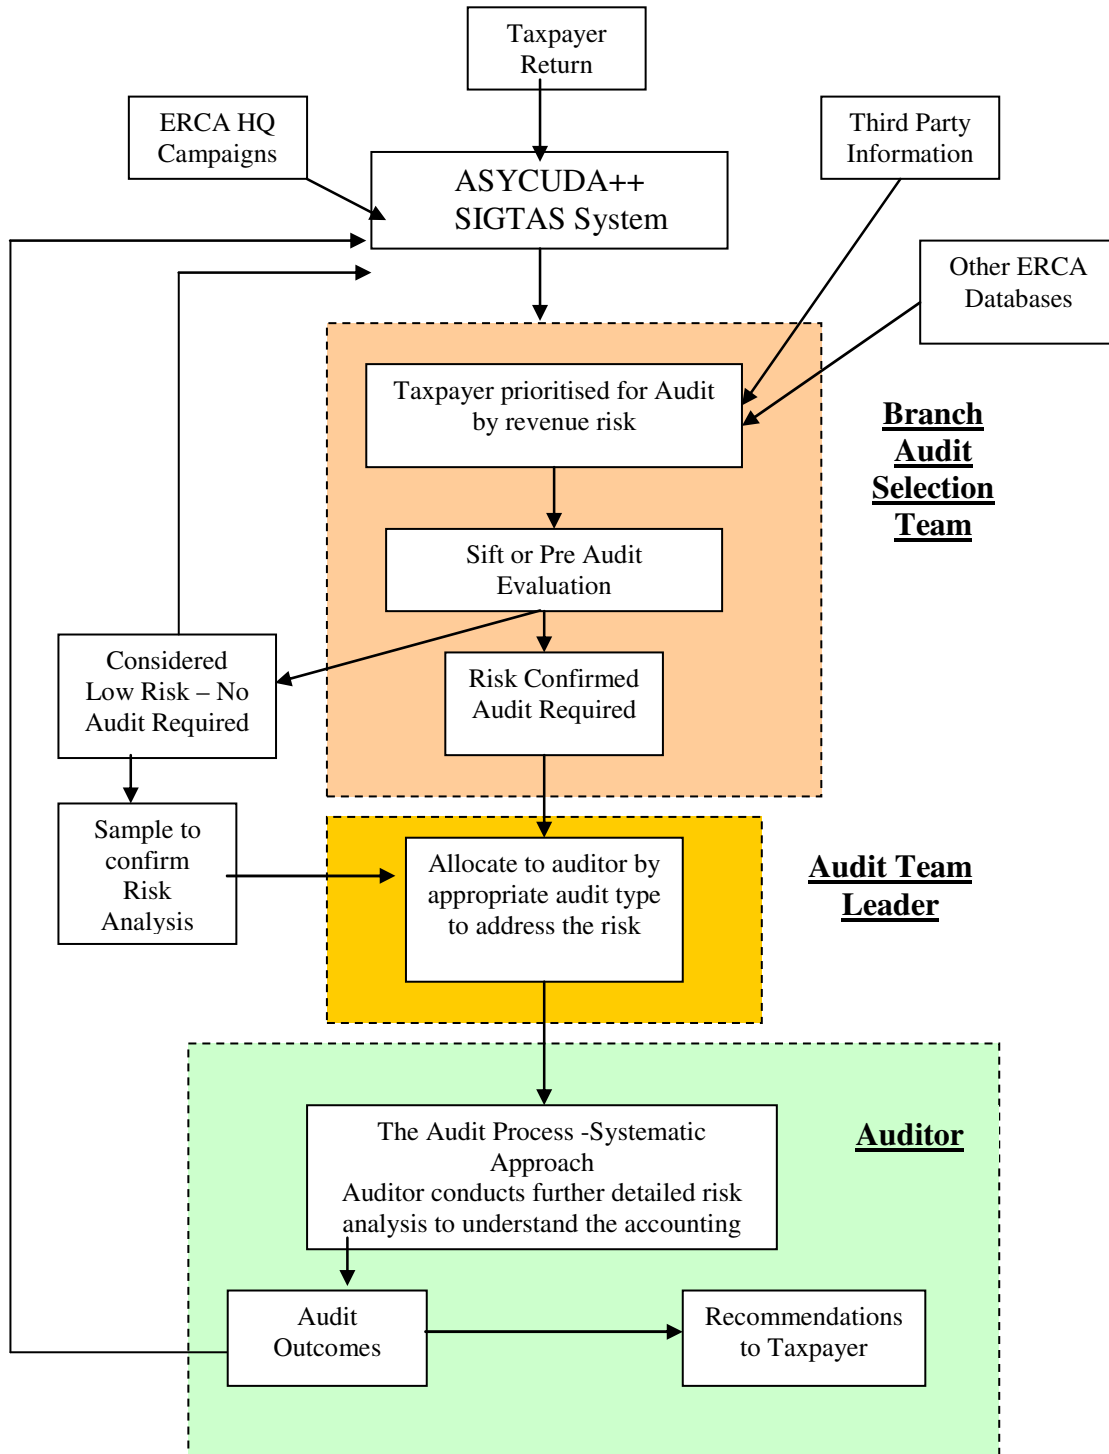 Taxpayer
Return
ERCA HQ
Campaigns
Third Party
Information
ASYCUDA++
SIGTAS System
Other ERCA
Databases
Taxpayer prioritised for Audit
by revenue risk
Branch
Audit
Selection
Team
Sift or Pre Audit
Evaluation
Considered
Low Risk – No
Audit Required
Risk Confirmed
Audit Required
Sample to
confirm
Risk
Analysis
Allocate to auditor by
appropriate audit type
to address the risk
Audit Team
Leader
The Audit Process -Systematic
Approach
Auditor conducts further detailed risk
analysis to understand the accounting
Auditor
Audit
Outcomes
Recommendations
to Taxpayer